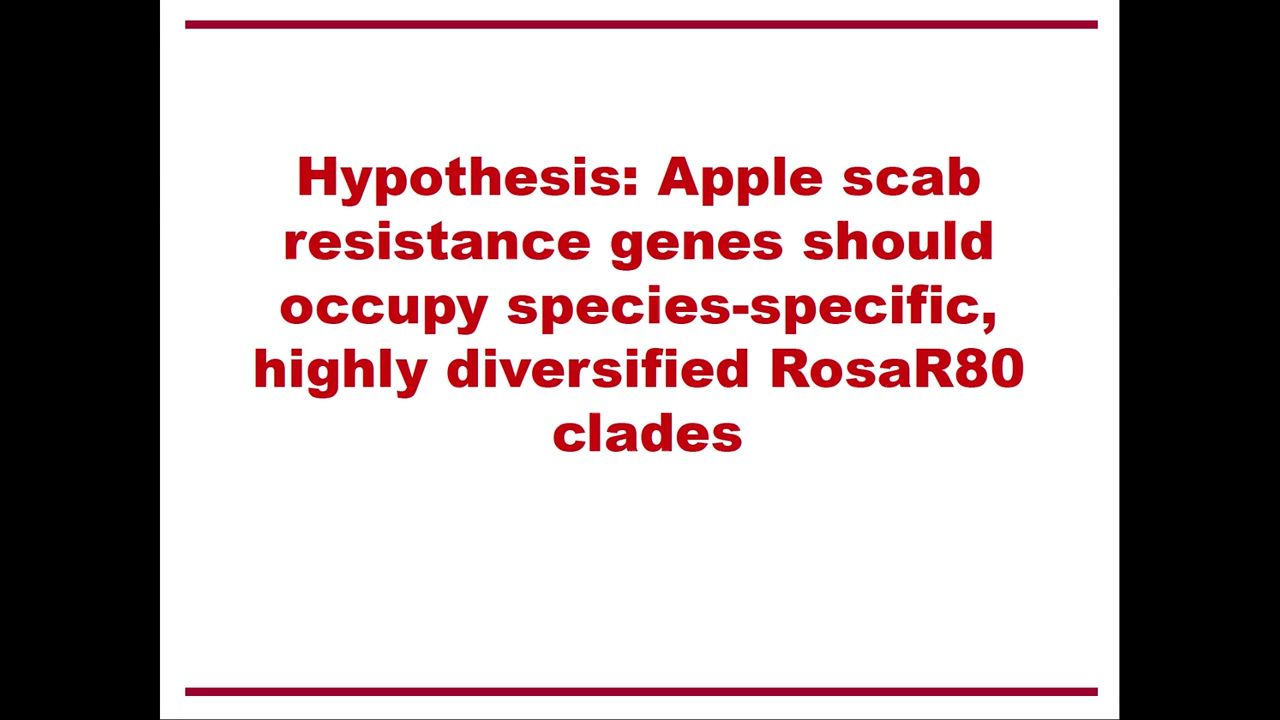 Hypothesis: Apple scab
resistance genes should
occupy species-specific,
highly diversified RosaR80
clades